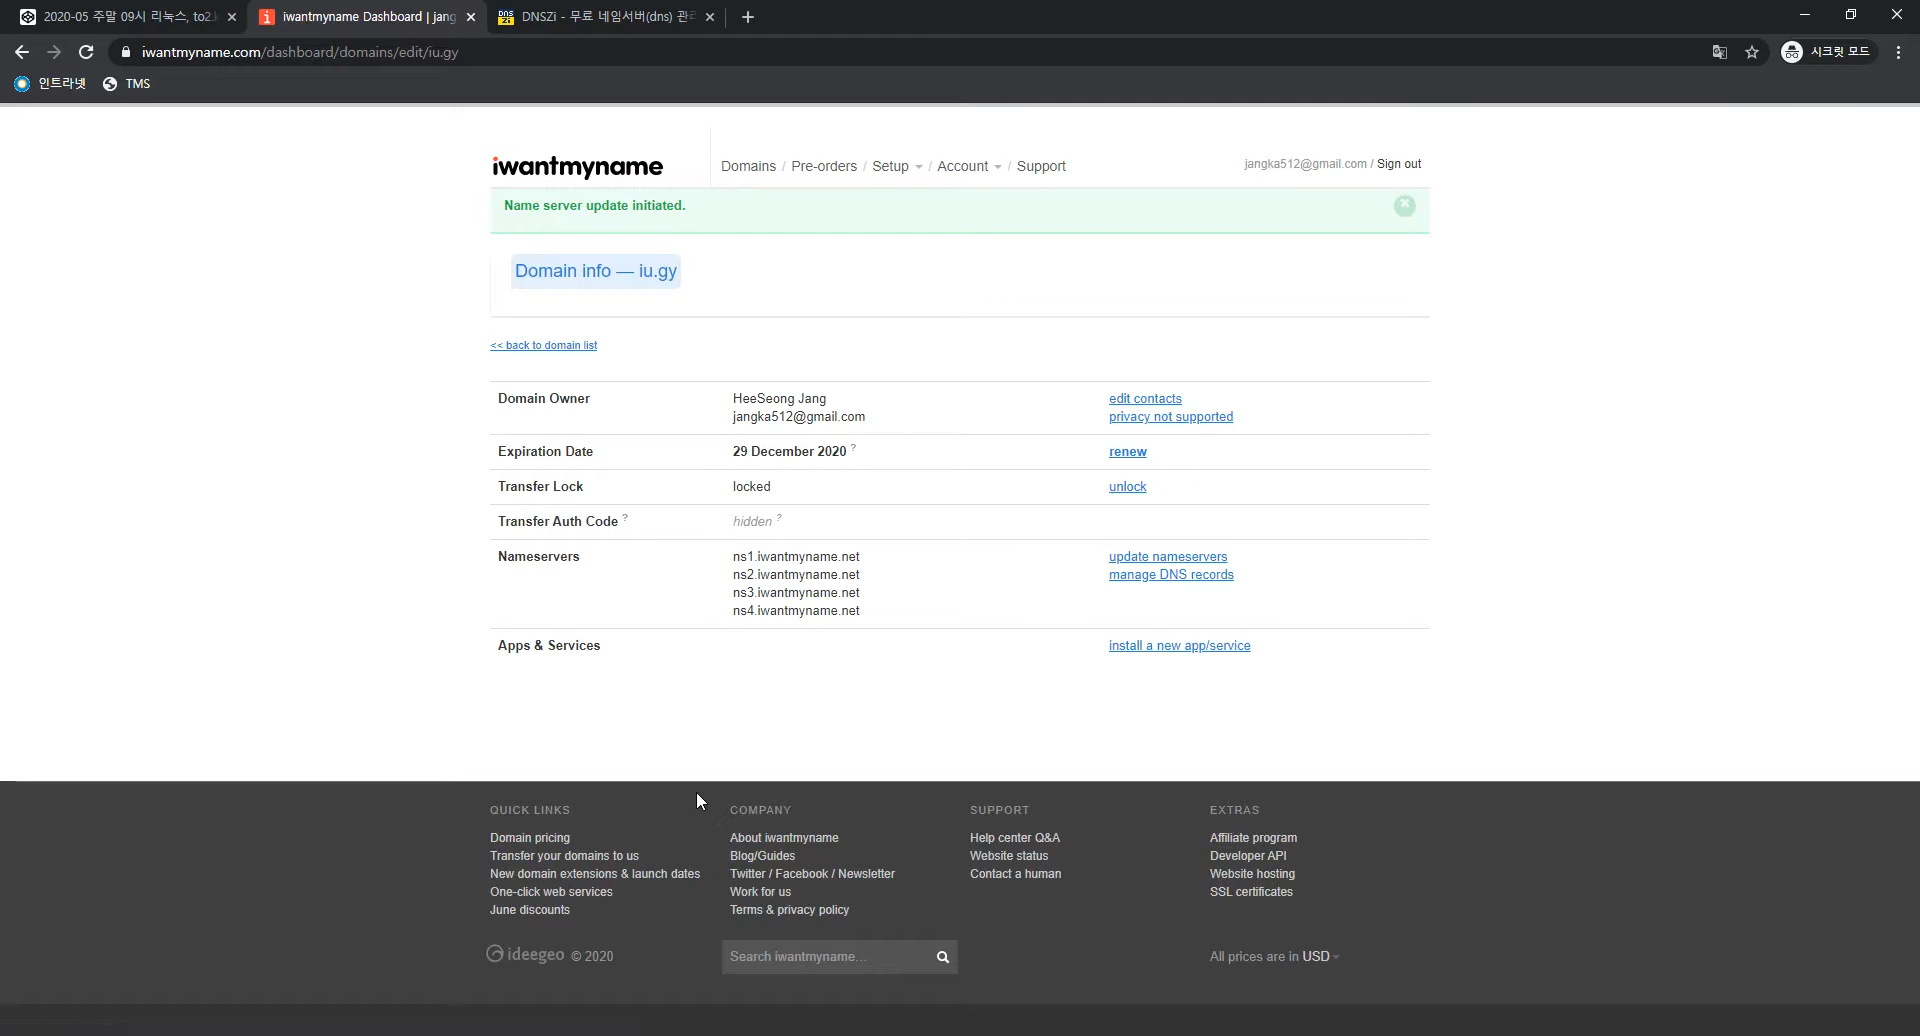 2020-05 주말 09시 리눅스, to2.
iwantmyname Dashboard | jang
DNSZi - 무료 네임서버(dns) 관리
iwantmyname.com/dashboard/domains/edit/iu.gy
시크릿 모드
인트라넷
TMS
iwantmyname
Domains / Pre-orders / Setup / Account / Support
jangka512@gmail.com / Sign out
Name server update initiated.
Domain info — iu.gy
<< back to domain list
Domain Owner
HeeSeong Jang
jangka512@gmail.com
edit contacts
privacy not supported
Expiration Date
29 December 2020 ?
renew
Transfer Lock
locked
unlock
Transfer Auth Code ?
hidden ?
Nameservers
ns1.iwantmyname.net
ns2.iwantmyname.net
ns3.iwantmyname.net
ns4.iwantmyname.net
update nameservers
manage DNS records
Apps & Services
install a new app/service
QUICK LINKS
Domain pricing
Transfer your domains to us
New domain extensions & launch dates
One-click web services
June discounts
COMPANY
About iwantmyname
Blog/Guides
Twitter / Facebook / Newsletter
Work for us
Terms & privacy policy
SUPPORT
Help center Q&A
Website status
Contact a human
EXTRAS
Affiliate program
Developer API
Website hosting
SSL certificates
ideegeo © 2020
Search iwantmyname...
All prices are in USD